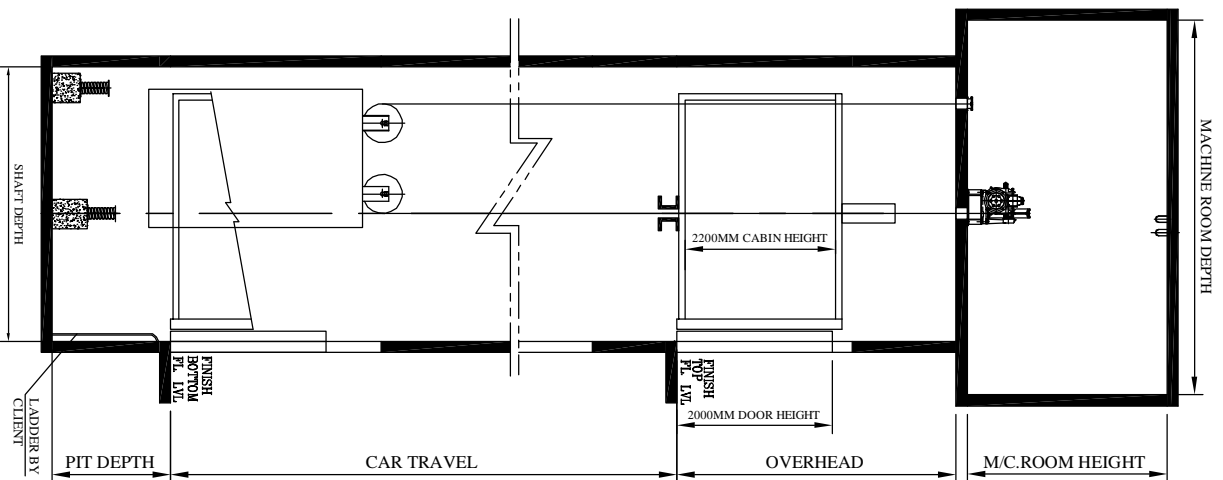 MACHINE ROOM DEPTH
SHAFT DEPTH
2200MM CABIN HEIGHT
FINISH
BOTTOM
FL LVL
FINISH
TOP
FL LVL
2000MM DOOR HEIGHT
LADDER BY
CLIENT
PIT DEPTH
CAR TRAVEL
OVERHEAD
M/C.ROOM HEIGHT